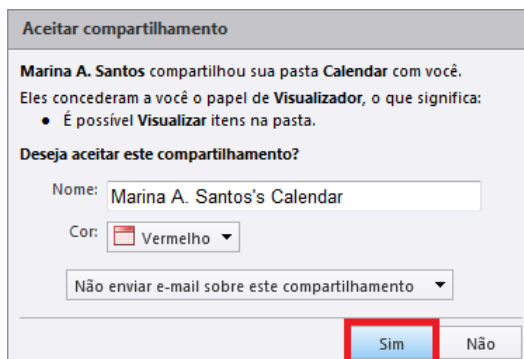 Aceitar compartilhamento
Marina A. Santos compartilhou sua pasta Calendar com você.
Eles concederam a você o papel de Visualizador, o que significa:
• É possível Visualizar itens na pasta.
Deseja aceitar este compartilhamento?
Nome: Marina A. Santos's Calendar
Cor: Vermelho
Não enviar e-mail sobre este compartilhamento
Sim Não